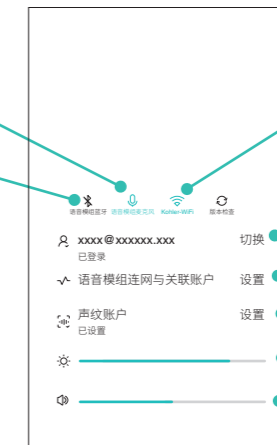 语音模组蓝牙 语音模组麦克风 Kohler-WiFi 版本检查
xxxx@xxxxxx.xxx 切换
已登录
语音模组连网与关联账户 设置
声纹账户 设置
已设置